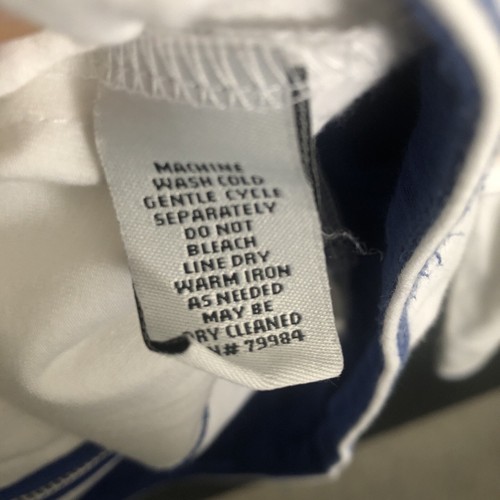 MACHINE
WASH COLD
GENTLE CYCLE
SEPARATELY
DO NOT
BLEACH
LINE DRY
WARM IRON
AS NEEDED
MAY BE
DRY CLEANED
# 79984